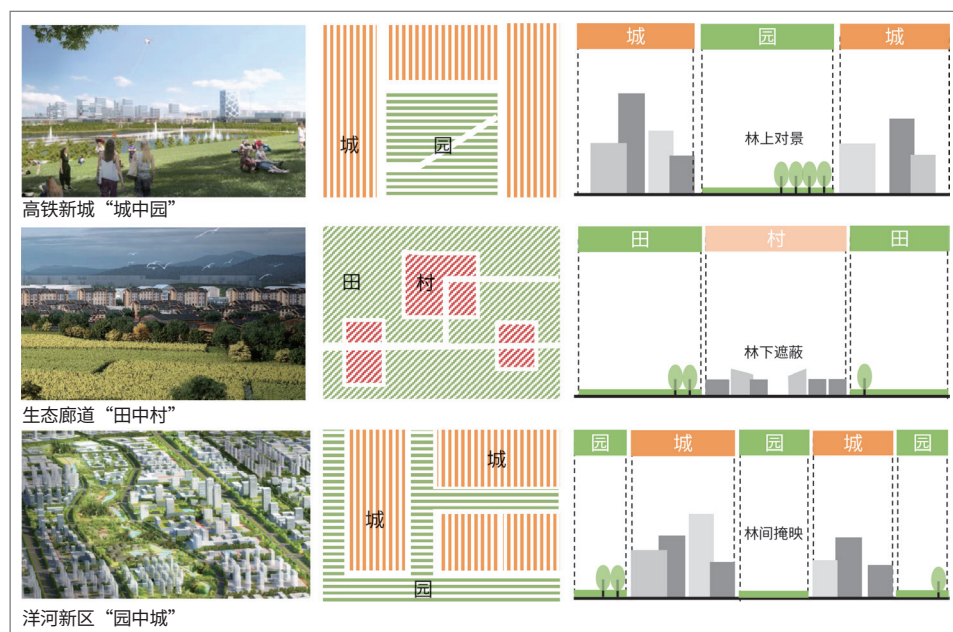 城 园 城
城 园
林上对景
高铁新城“城中园”
田 村 田
田 村
林下遮蔽
生态廊道“田中村”
园 城 园 城 园
城
城
林间掩映
园
洋河新区“园中城”